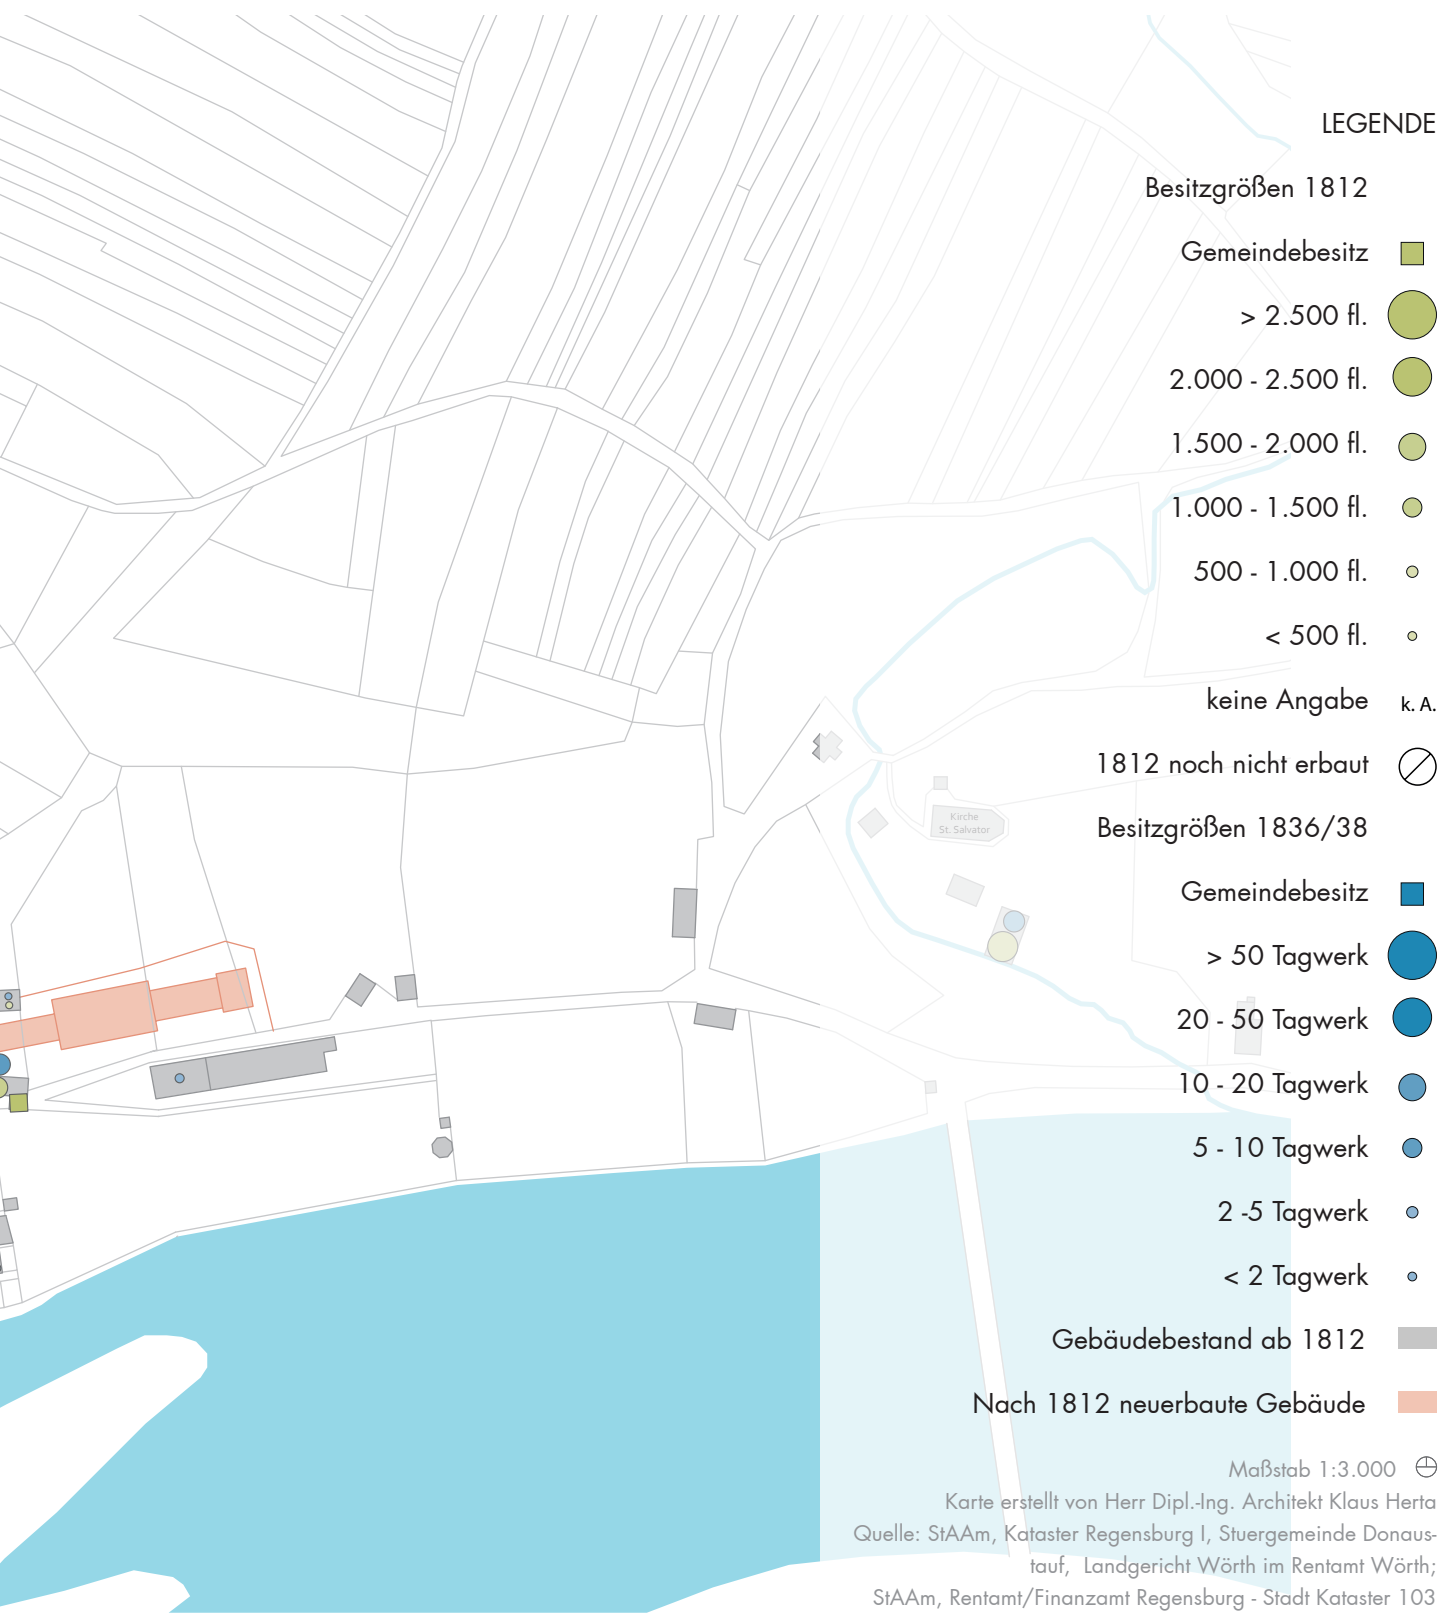 LEGENDE
Besitzgrößen 1812
Gemeindebesitz
> 2.500 fl.
2.000 - 2.500 fl.
1.500 - 2.000 fl.
1.000 - 1.500 fl.
500 - 1.000 fl.
< 500 fl.
keine Angabe k. A.
1812 noch nicht erbaut
Besitzgrößen 1836/38
Gemeindebesitz
> 50 Tagwerk
20 - 50 Tagwerk
10 - 20 Tagwerk
5 - 10 Tagwerk
2 -5 Tagwerk
< 2 Tagwerk
Gebäudebestand ab 1812
Nach 1812 neuerbaute Gebäude
Maßstab 1:3.000
Karte erstellt von Herr Dipl.-Ing. Architekt Klaus Herta
Quelle: StAAm, Kataster Regensburg I, Stuergemeinde Donaus-
tauf, Landgericht Wörth im Rentamt Wörth;
StAAm, Rentamt/Finanzamt Regensburg - Stadt Kataster 103
Kirche
St. Salvator